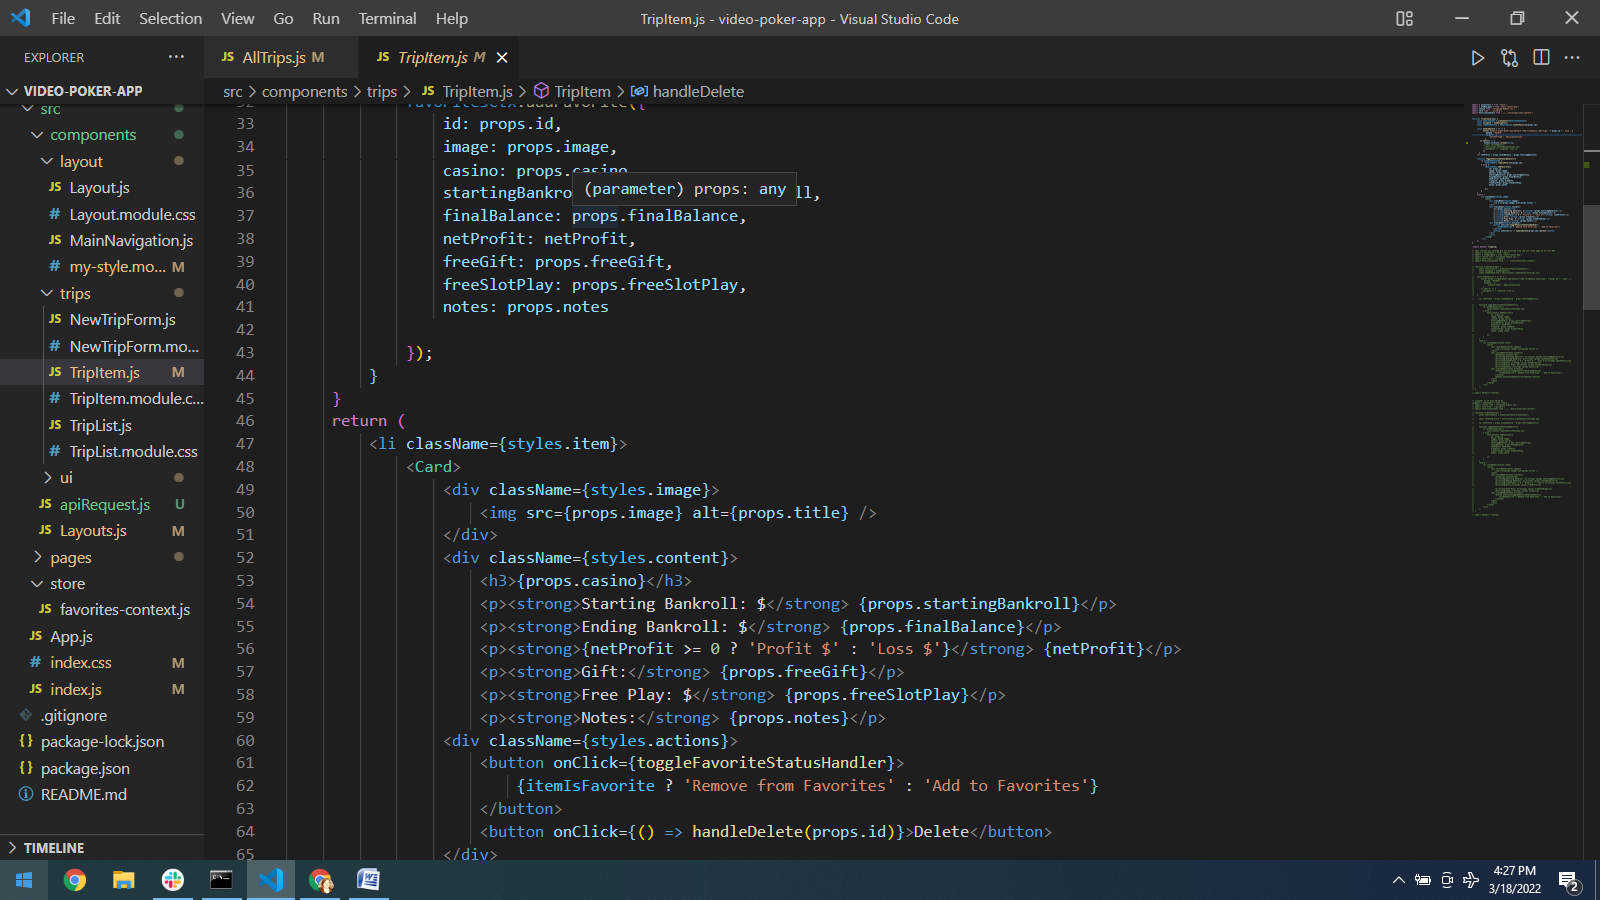 File Edit Selection View Go Run Terminal Help
TripItem.js - video-poker-app - Visual Studio Code
EXPLORER
JS AllTrips.js M
JS TripItem.js M
VIDEO-POKER-APP
src > components > trips > JS TripItem.js > TripItem > handleDelete
src
components
layout
JS Layout.js
# Layout.module.css
JS MainNavigation.js
# my-style.mo... M
trips
JS NewTripForm.js
# NewTripForm.mo...
JS TripItem.js M
# TripItem.module.c...
JS TripList.js
# TripList.module.css
ui
JS apiRequest.js U
JS Layouts.js M
pages
store
JS favorites-context.js
JS App.js
# index.css M
JS index.js M
.gitignore
{} package-lock.json
{} package.json
README.md
TIMELINE
32 favoritesCtx.addFavorite({
33 id: props.id,
34 image: props.image,
35 casino: props.casino
(parameter) props: any
36 startingBankro ll,
37 finalBalance: props.finalBalance,
38 netProfit: netProfit,
39 freeGift: props.freeGift,
40 freeSlotPlay: props.freeSlotPlay,
41 notes: props.notes
42
43 });
44 }
45 }
46 return (
47 <li className={styles.item}>
48 <Card>
49 <div className={styles.image}>
50 <img src={props.image} alt={props.title} />
51 </div>
52 <div className={styles.content}>
53 <h3>{props.casino}</h3>
54 <p><strong>Starting Bankroll: $</strong> {props.startingBankroll}</p>
55 <p><strong>Ending Bankroll: $</strong> {props.finalBalance}</p>
56 <p><strong>{netProfit >= 0 ? 'Profit $' : 'Loss $'}</strong> {netProfit}</p>
57 <p><strong>Gift:</strong> {props.freeGift}</p>
58 <p><strong>Free Play: $</strong> {props.freeSlotPlay}</p>
59 <p><strong>Notes:</strong> {props.notes}</p>
60 <div className={styles.actions}>
61 <button onClick={toggleFavoriteStatusHandler}>
62 {itemIsFavorite ? 'Remove from Favorites' : 'Add to Favorites'}
63 </button>
64 <button onClick={() => handleDelete(props.id)}>Delete</button>
65 </div>
4:27 PM
3/18/2022
2